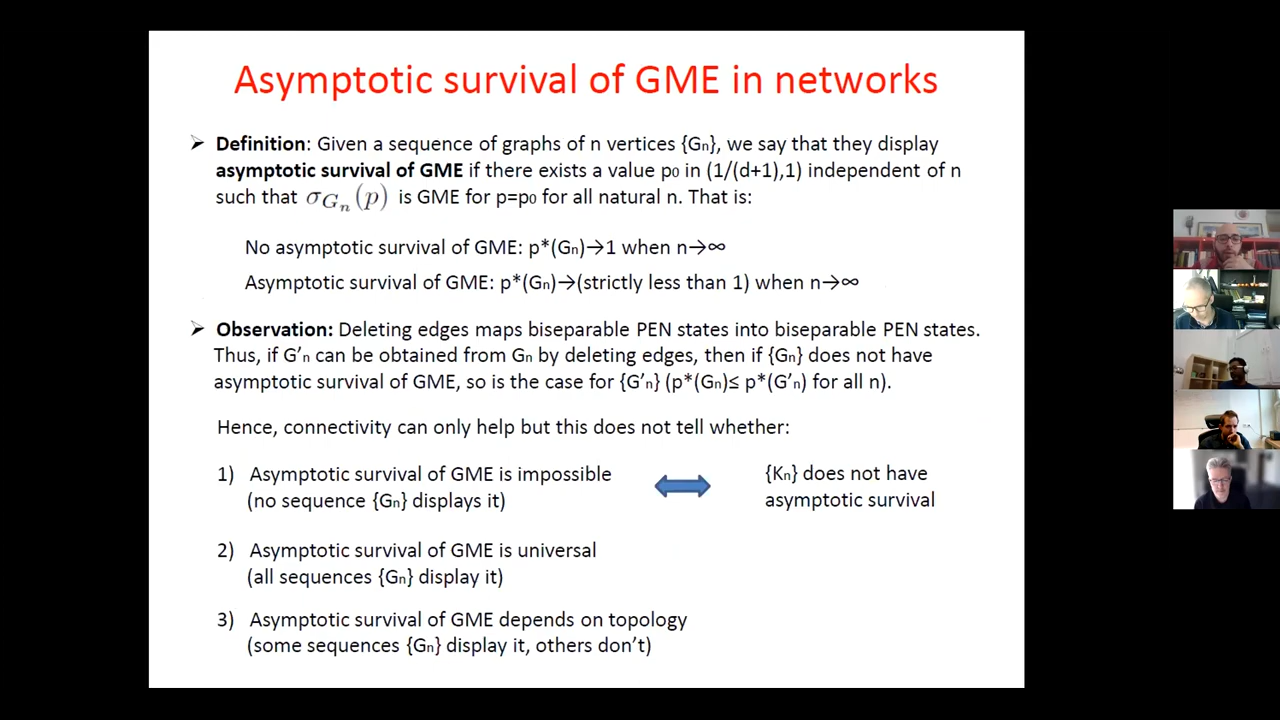 Asymptotic survival of GME in networks
➢ Definition: Given a sequence of graphs of n vertices {Gn}, we say that they display
asymptotic survival of GME if there exists a value p0 in (1/(d+1),1) independent of n
such that σGn(p) is GME for p=p0 for all natural n. That is:
No asymptotic survival of GME: p*(Gn)→1 when n→∞
Asymptotic survival of GME: p*(Gn)→(strictly less than 1) when n→∞
➢ Observation: Deleting edges maps biseparable PEN states into biseparable PEN states.
Thus, if G’n can be obtained from Gn by deleting edges, then if {Gn} does not have
asymptotic survival of GME, so is the case for {G’n} (p*(Gn)≤ p*(G’n) for all n).
Hence, connectivity can only help but this does not tell whether:
1) Asymptotic survival of GME is impossible
(no sequence {Gn} displays it)
{Kn} does not have
asymptotic survival
2) Asymptotic survival of GME is universal
(all sequences {Gn} display it)
3) Asymptotic survival of GME depends on topology
(some sequences {Gn} display it, others don’t)